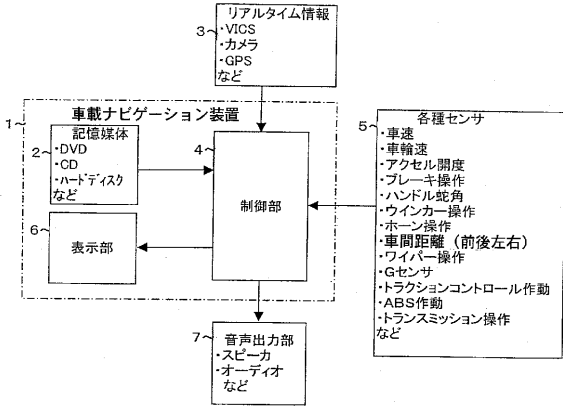 リアルタイム情報
3
・VICS
・カメラ
・GPS
など
車載ナビゲーション装置
1
記憶媒体
2
・DVD
・CD
・ハードディスク
など
4
制御部
6
表示部
7
音声出力部
・スピーカ
・オーディオ
など
各種センサ
5
・車速
・車輪速
・アクセル開度
・ブレーキ操作
・ハンドル蛇角
・ウインカー操作
・ホーン操作
・車間距離(前後左右)
・ワイパー操作
・Gセンサ
・トラクションコントロール作動
・ABS作動
・トランスミッション操作
など